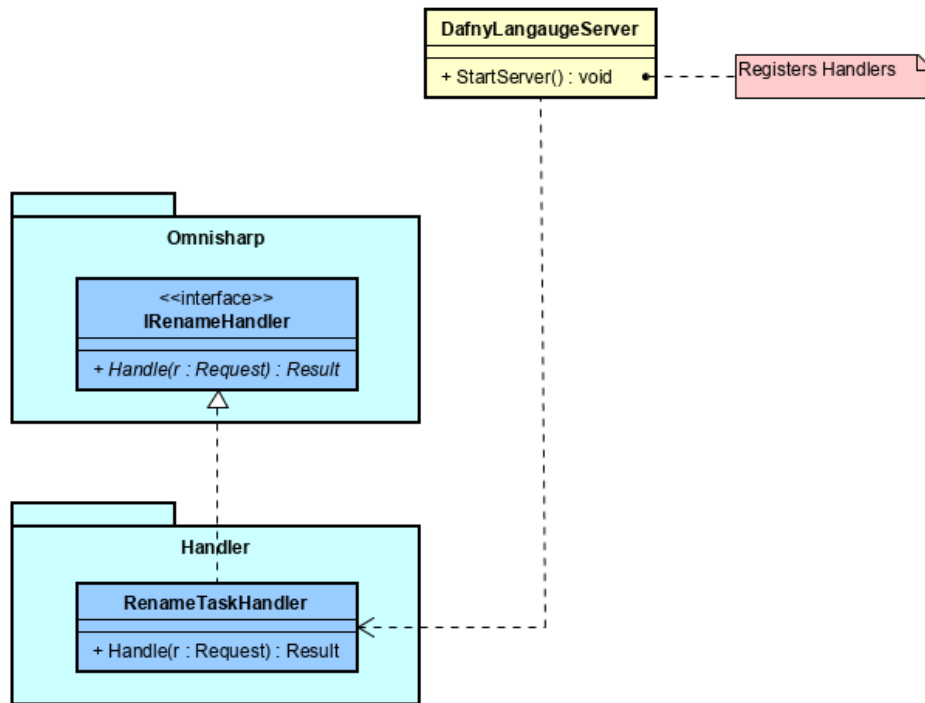 DafnyLangaugeServer
+ StartServer() : void
Registers Handlers
Omnisharp
<<interface>>
IRenameHandler
+ Handle(r : Request) : Result
Handler
RenameTaskHandler
+ Handle(r : Request) : Result